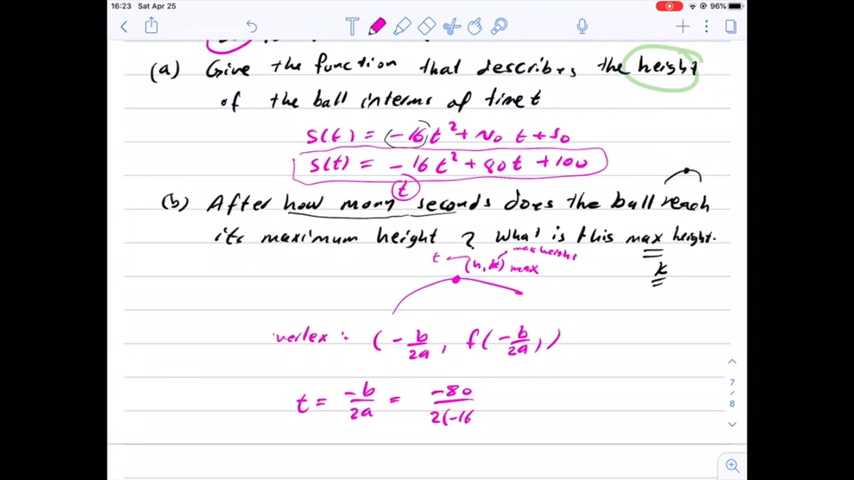 16:23 Sat Apr 25
96%
(a) Give the function that describes the height
of the ball in terms of time t
s(t) = -16t² + v₀ t + s₀
s(t) = -16t² + 80t + 100
t
(b) After how many seconds does the ball reach
its maximum height ? What is this max height.
t (h, k) max height
max
k
vertex : (-b/2a, f(-b/2a))
t = -b/2a = -80/2(-16
7
/
8